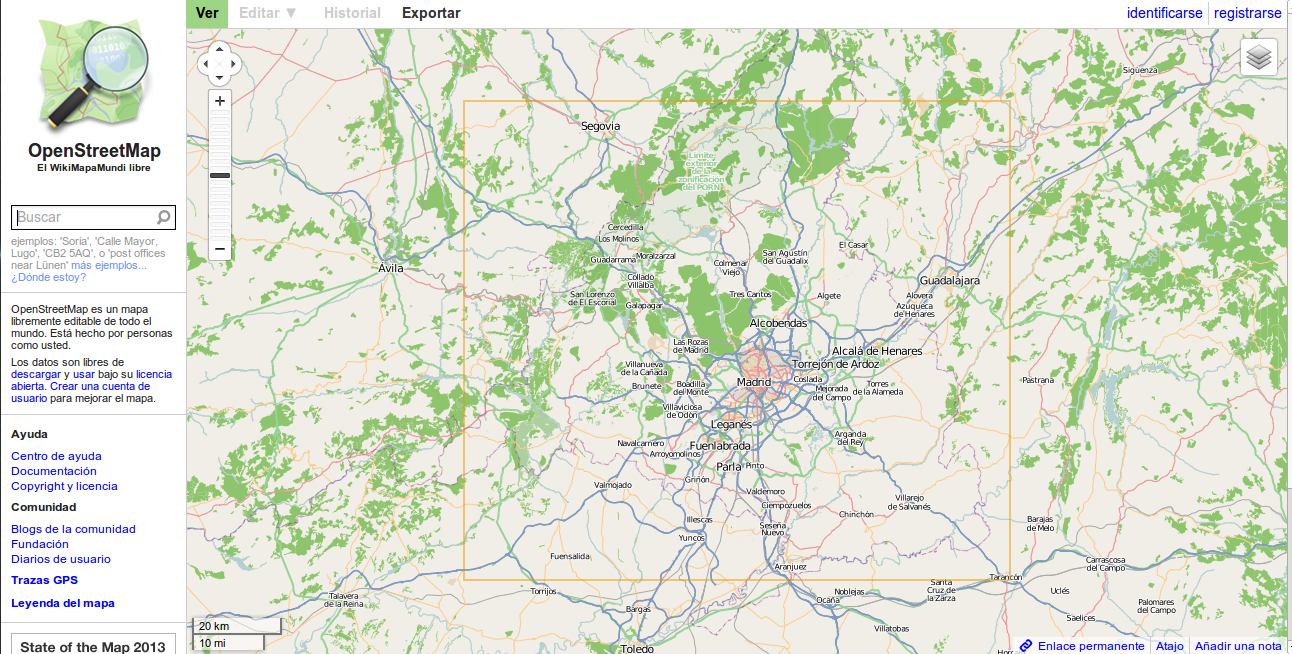 Ver
Editar ▼
Historial
Exportar
identificarse
registrarse
OpenStreetMap
El WikiMapaMundi libre
Buscar
ejemplos: 'Soria', 'Calle Mayor,
Lugo', 'CB2 5AQ', o 'post offices
near Lünen' más ejemplos...
¿Dónde estoy?
OpenStreetMap es un mapa
libremente editable de todo el
mundo. Está hecho por personas
como usted.
Los datos son libres de
descargar y usar bajo su licencia
abierta. Crear una cuenta de
usuario para mejorar el mapa.
Ayuda
Centro de ayuda
Documentación
Copyright y licencia
Comunidad
Blogs de la comunidad
Fundación
Diarios de usuario
Trazas GPS
Leyenda del mapa
State of the Map 2013
+
−
Sigüenza
Segovia
Límite
exterior
de la
zonificación
del PORN
Cercedilla
Los Molinos
Guadarrama
Moralzarzal
El Casar
San Agustín
del Guadalix
Colmenar
Viejo
Ávila
Collado
Villalba
Guadalajara
San Lorenzo
de El Escorial
Galapagar
Tres Cantos
Algete
Alovera
Azuqueca
de Henares
Alcobendas
Las Rozas
de Madrid
Alcalá de Henares
Torrejón de Ardoz
Villanueva
de la Cañada
Brunete
Boadilla
del Monte
Madrid
Coslada
Mejorada
del Campo
Torres
de la Alameda
Pastrana
Villaviciosa
de Odón
Leganés
Arganda
del Rey
Navalcarnero
Fuenlabrada
Arroyomolinos
Parla
Pinto
Griñón
Valmojado
Valdemoro
Ciempozuelos
Villarejo
de Salvanés
Chinchón
Illescas
Seseña
Nuevo
Barajas
de Melo
Yuncos
Fuensalida
Aranjuez
Carrascosa
del Campo
Tarancón
Santa
Cruz de
la Zarza
Torrijos
Talavera
de la Reina
Noblejas
Ocaña
Uclés
Bargas
Palomares
del Campo
Saelices
Villatobas
Toledo
20 km
10 mi
Enlace permanente
Atajo
Añadir una nota